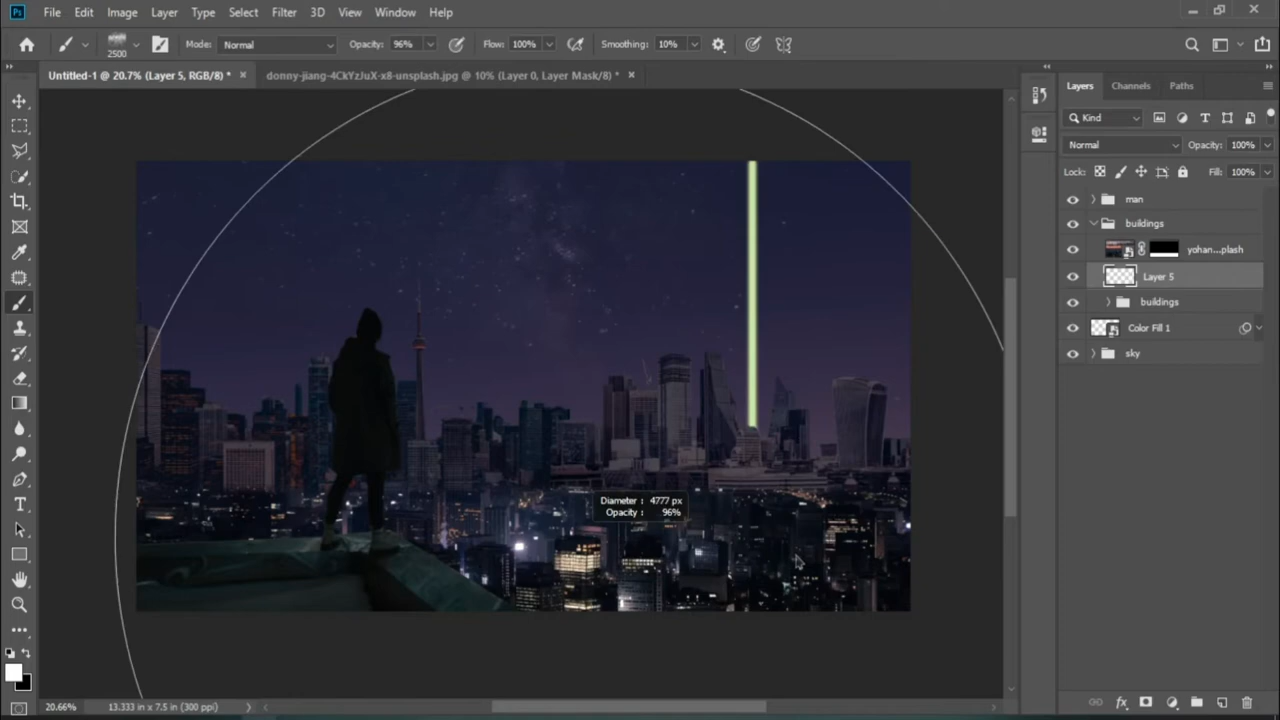 Ps File Edit Image Layer Type Select Filter 3D View Window Help
2500 Mode: Normal Opacity: 96% Flow: 100% Smoothing: 10%
Untitled-1 @ 20.7% (Layer 5, RGB/8) * × donny-jiang-4CkYzJuX-x8-unsplash.jpg @ 10% (Layer 0, Layer Mask/8) * ×
Layers Channels Paths
Kind
Normal Opacity: 100%
Lock: Fill: 100%
man
buildings
yohan...plash
Layer 5
buildings
Color Fill 1
sky
Diameter : 4777 px
Opacity : 96%
20.66% 13.333 in x 7.5 in (300 ppi)